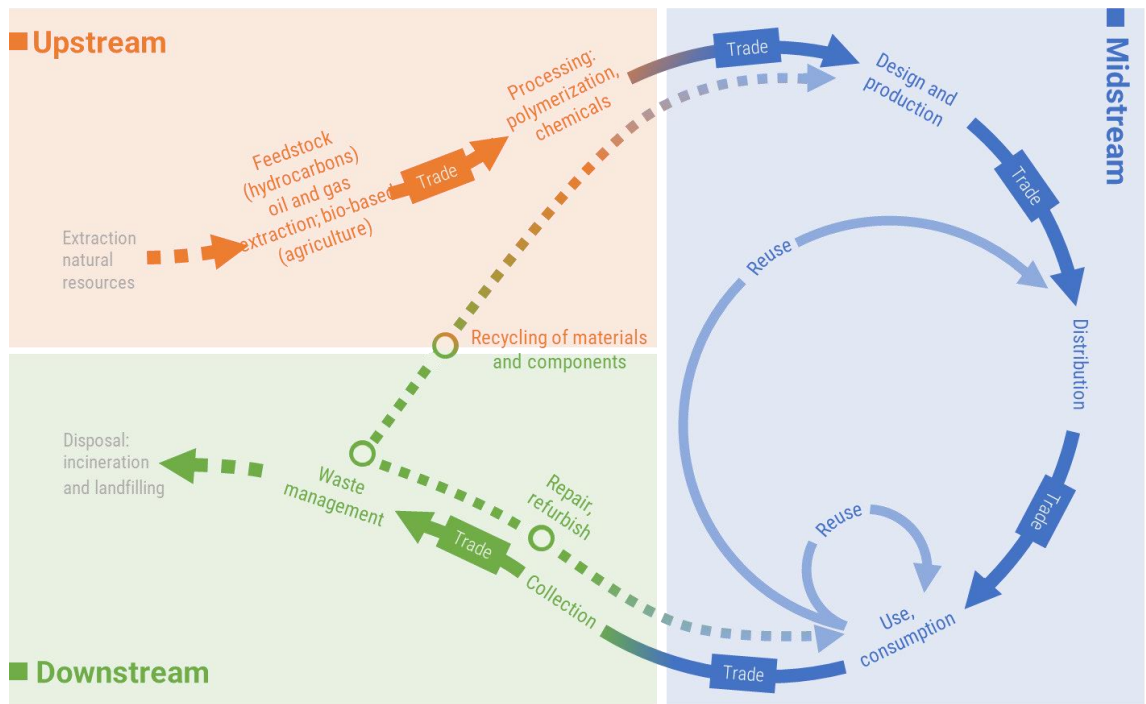 Upstream
Extraction
natural
resources
Feedstock
(hydrocarbons)
oil and gas
extraction; bio-based
(agriculture)
Trade
Processing:
polymerization,
chemicals
Trade
Midstream
Design and
production
Trade
Distribution
Trade
Use,
consumption
Reuse
Reuse
Trade
Recycling of materials
and components
Repair,
refurbish
Collection
Trade
Waste
management
Disposal:
incineration
and landfilling
Downstream